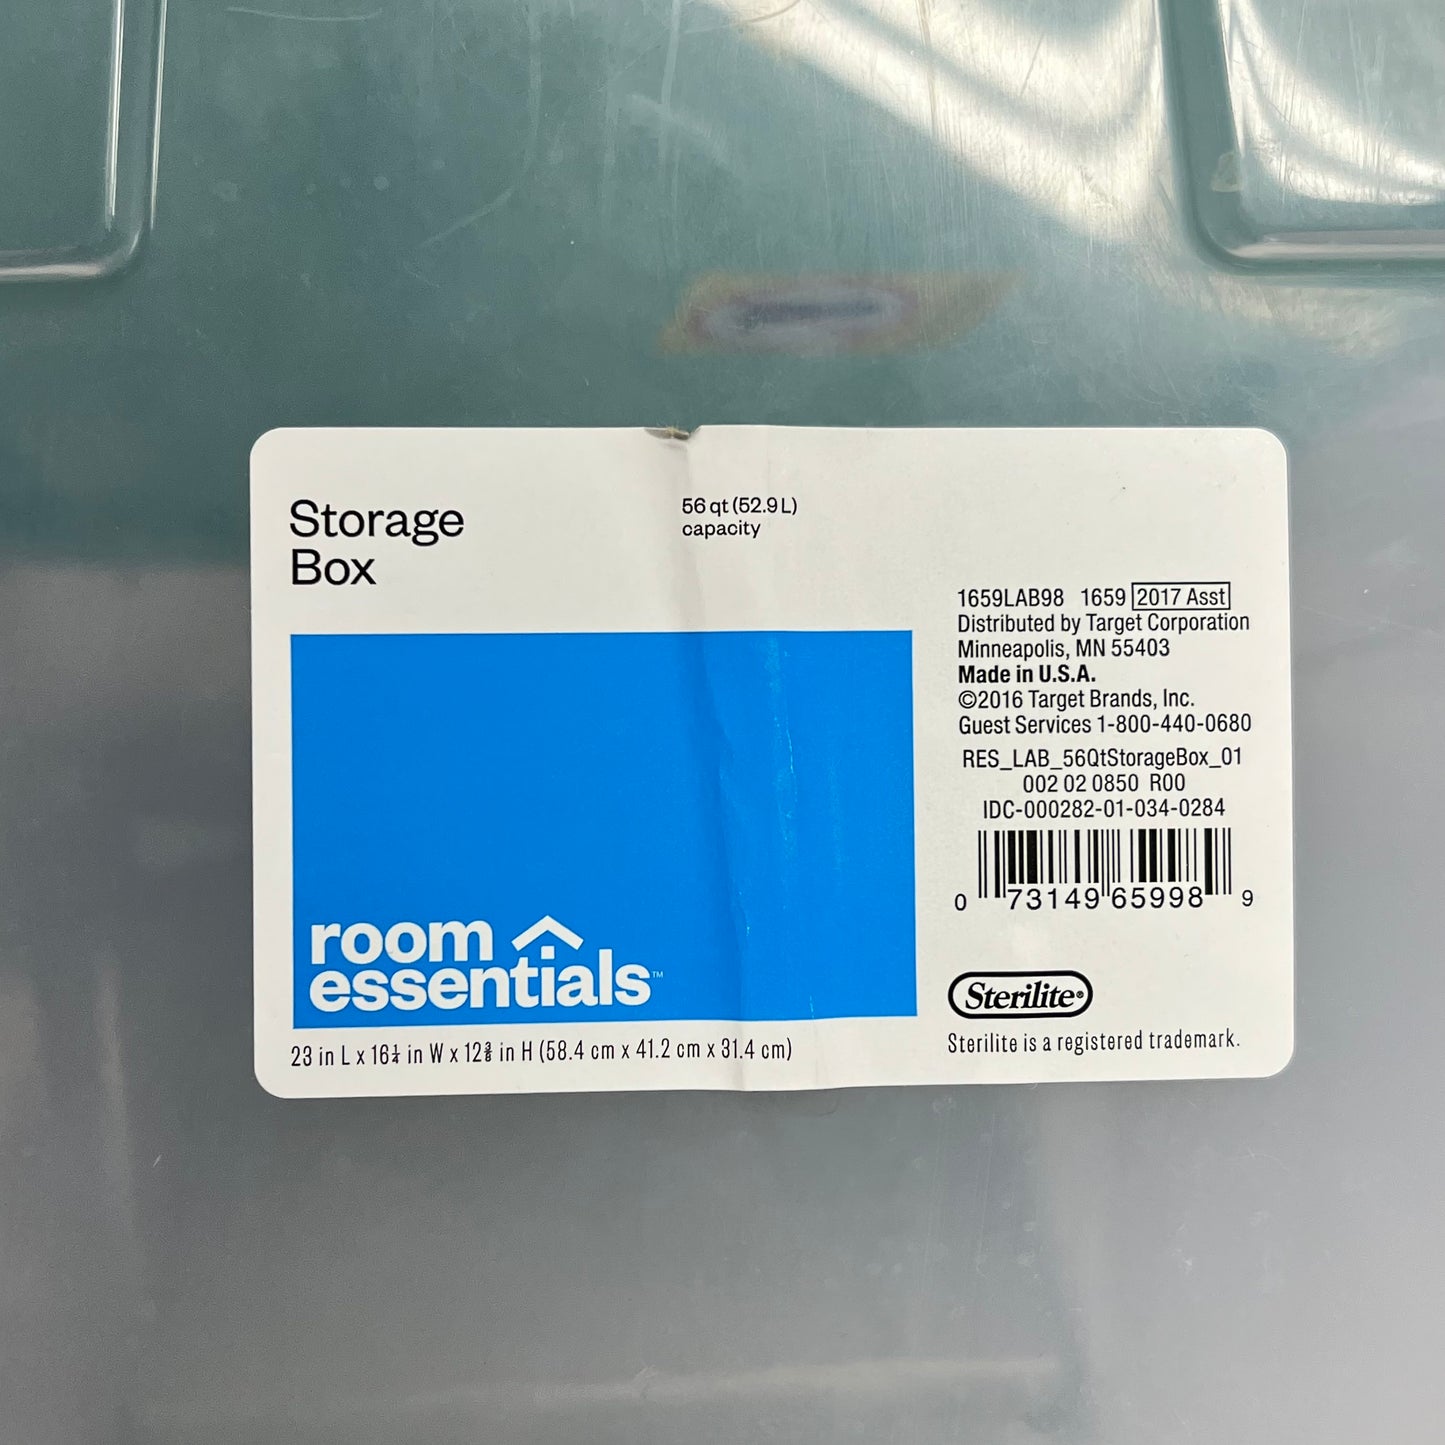 Storage
Box
56 qt (52.9 L)
capacity
room
essentials™
23 in L x 16¼ in W x 12⅜ in H (58.4 cm x 41.2 cm x 31.4 cm)
1659LAB98 1659 2017 Asst
Distributed by Target Corporation
Minneapolis, MN 55403
Made in U.S.A.
©2016 Target Brands, Inc.
Guest Services 1-800-440-0680
RES_LAB_56QtStorageBox_01
002 02 0850 R00
IDC-000282-01-034-0284
0 73149 65998 9
Sterilite®
Sterilite is a registered trademark.